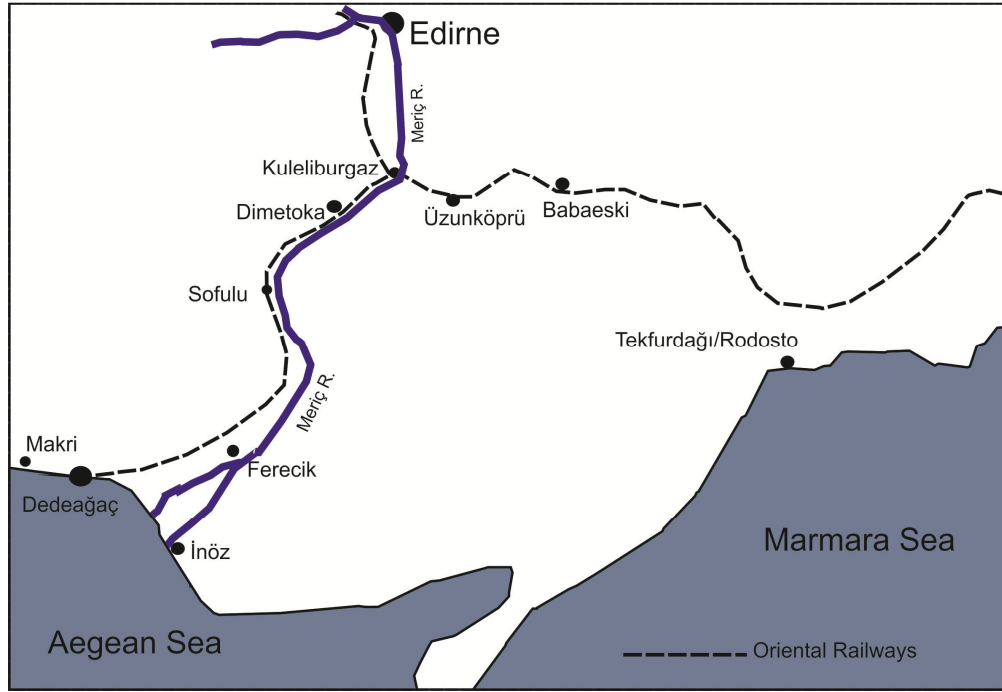 Edirne
Meriç R.
Kuleliburgaz
Dimetoka
Üzunköprü
Babaeski
Sofulu
Tekfurdağı/Rodosto
Meriç R.
Makri
Ferecik
Dedeağaç
İnöz
Marmara Sea
Aegean Sea
Oriental Railways